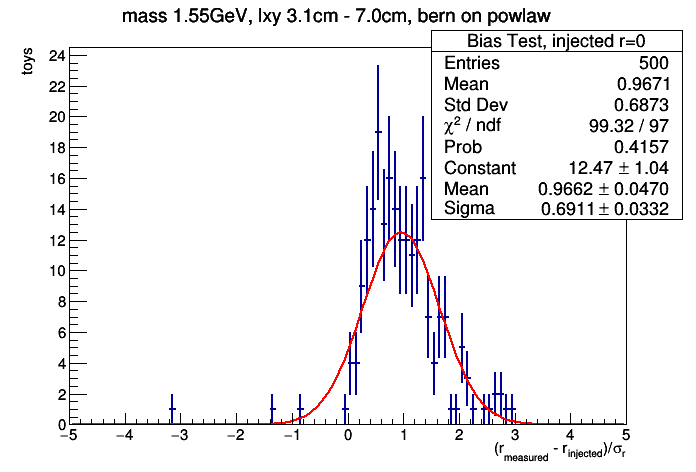 mass 1.55GeV, lxy 3.1cm - 7.0cm, bern on powlaw
Bias Test, injected r=0
Entries 500
Mean 0.9671
Std Dev 0.6873
χ² / ndf 99.32 / 97
Prob 0.4157
Constant 12.47 ± 1.04
Mean 0.9662 ± 0.0470
Sigma 0.6911 ± 0.0332
toys
24
22
20
18
16
14
12
10
8
6
4
2
0
−5 −4 −3 −2 −1 0 1 2 3 4 5
(r_measured - r_injected)/σ_r